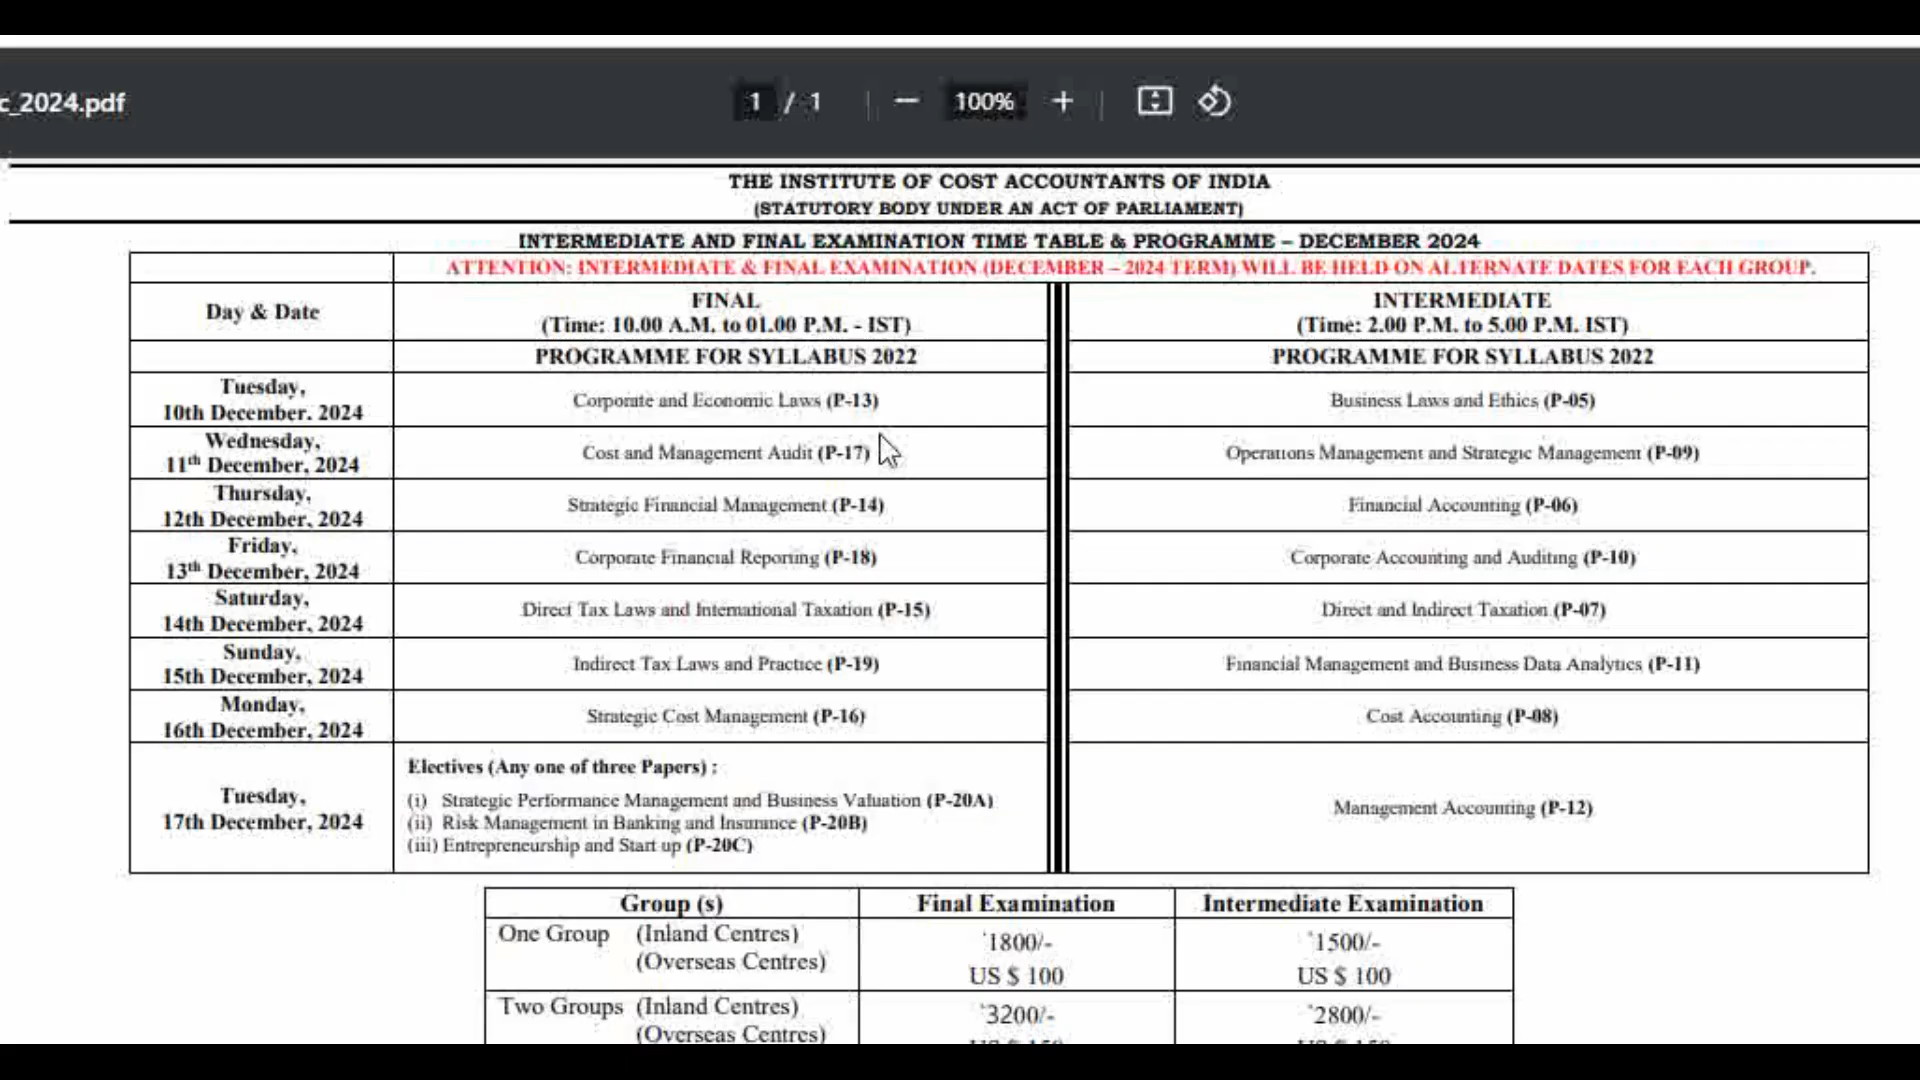 c_2024.pdf
1 / 1
100%
THE INSTITUTE OF COST ACCOUNTANTS OF INDIA
(STATUTORY BODY UNDER AN ACT OF PARLIAMENT)
INTERMEDIATE AND FINAL EXAMINATION TIME TABLE & PROGRAMME – DECEMBER 2024
ATTENTION: INTERMEDIATE & FINAL EXAMINATION (DECEMBER – 2024 TERM) WILL BE HELD ON ALTERNATE DATES FOR EACH GROUP.
Day & Date
FINAL
(Time: 10.00 A.M. to 01.00 P.M. - IST)
INTERMEDIATE
(Time: 2.00 P.M. to 5.00 P.M. IST)
PROGRAMME FOR SYLLABUS 2022
PROGRAMME FOR SYLLABUS 2022
Tuesday,
10th December. 2024
Corporate and Economic Laws (P-13)
Business Laws and Ethics (P-05)
Wednesday,
11th December, 2024
Cost and Management Audit (P-17)
Operations Management and Strategic Management (P-09)
Thursday,
12th December, 2024
Strategic Financial Management (P-14)
Financial Accounting (P-06)
Friday,
13th December, 2024
Corporate Financial Reporting (P-18)
Corporate Accounting and Auditing (P-10)
Saturday,
14th December, 2024
Direct Tax Laws and International Taxation (P-15)
Direct and Indirect Taxation (P-07)
Sunday,
15th December, 2024
Indirect Tax Laws and Practice (P-19)
Financial Management and Business Data Analytics (P-11)
Monday,
16th December, 2024
Strategic Cost Management (P-16)
Cost Accounting (P-08)
Tuesday,
17th December, 2024
Electives (Any one of three Papers) :
(i) Strategic Performance Management and Business Valuation (P-20A)
(ii) Risk Management in Banking and Insurance (P-20B)
(iii) Entrepreneurship and Start up (P-20C)
Management Accounting (P-12)
Group (s)
Final Examination
Intermediate Examination
One Group (Inland Centres)
(Overseas Centres)
`1800/-
US $ 100
`1500/-
US $ 100
Two Groups (Inland Centres)
(Overseas Centres)
`3200/-
`2800/-